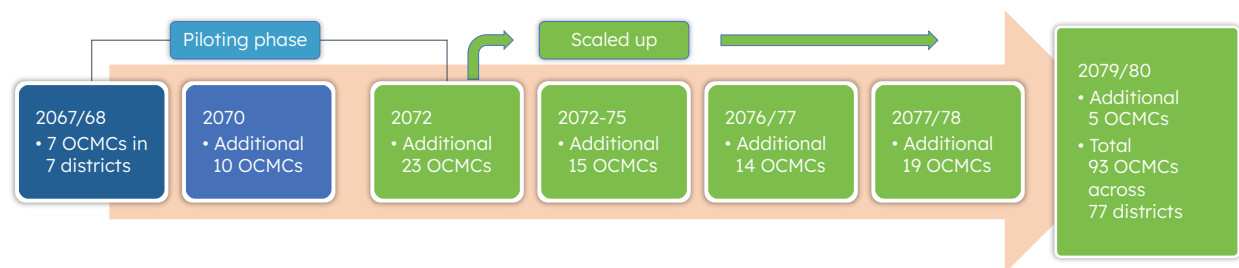 Piloting phase
Scaled up
2067/68
• 7 OCMCs in
7 districts
2070
• Additional
10 OCMCs
2072
• Additional
23 OCMCs
2072-75
• Additional
15 OCMCs
2076/77
• Additional
14 OCMCs
2077/78
• Additional
19 OCMCs
2079/80
• Additional
5 OCMCs
• Total
93 OCMCs
across
77 districts